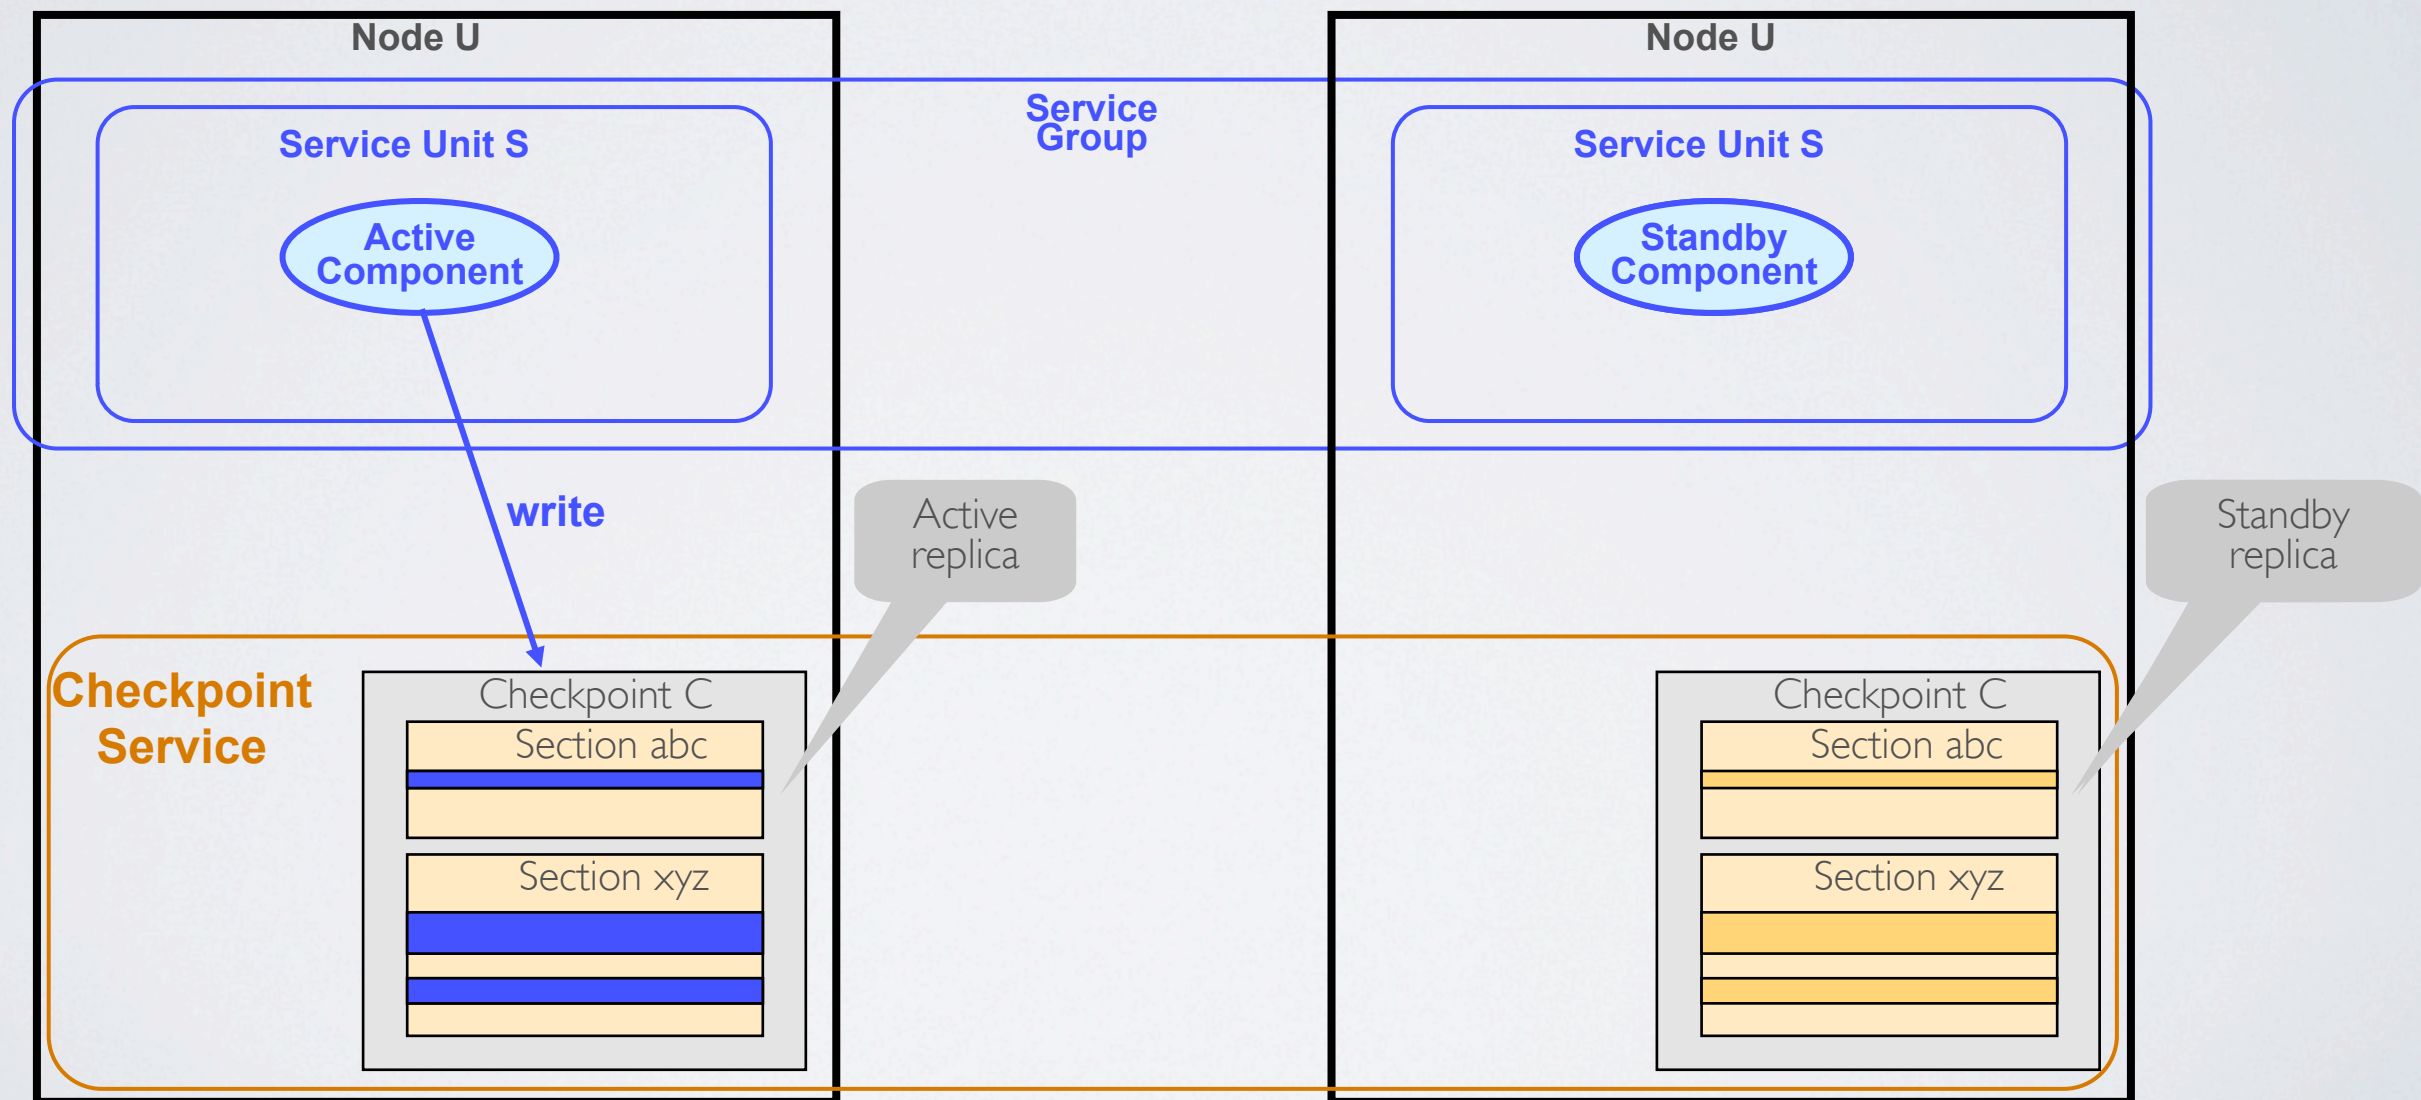 Node U
Node U
Service
Group
Service Unit S
Service Unit S
Active
Component
Standby
Component
write
Active
replica
Standby
replica
Checkpoint
Service
Checkpoint C
Section abc
Section xyz
Checkpoint C
Section abc
Section xyz